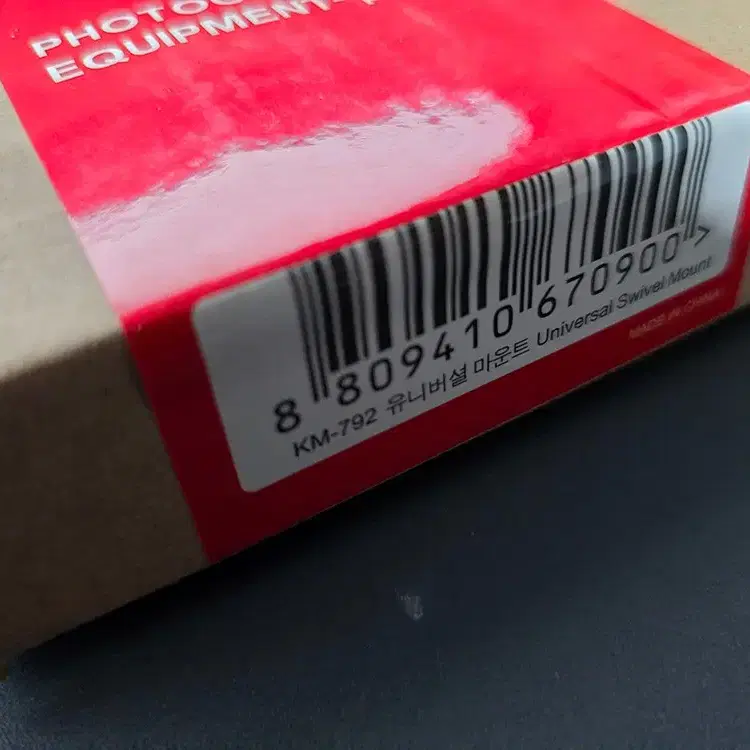 EQUIPMENT
8 809410 670900 >
KM-792 유니버셜 마운트 Universal Swivel Mount
MADE IN CHINA